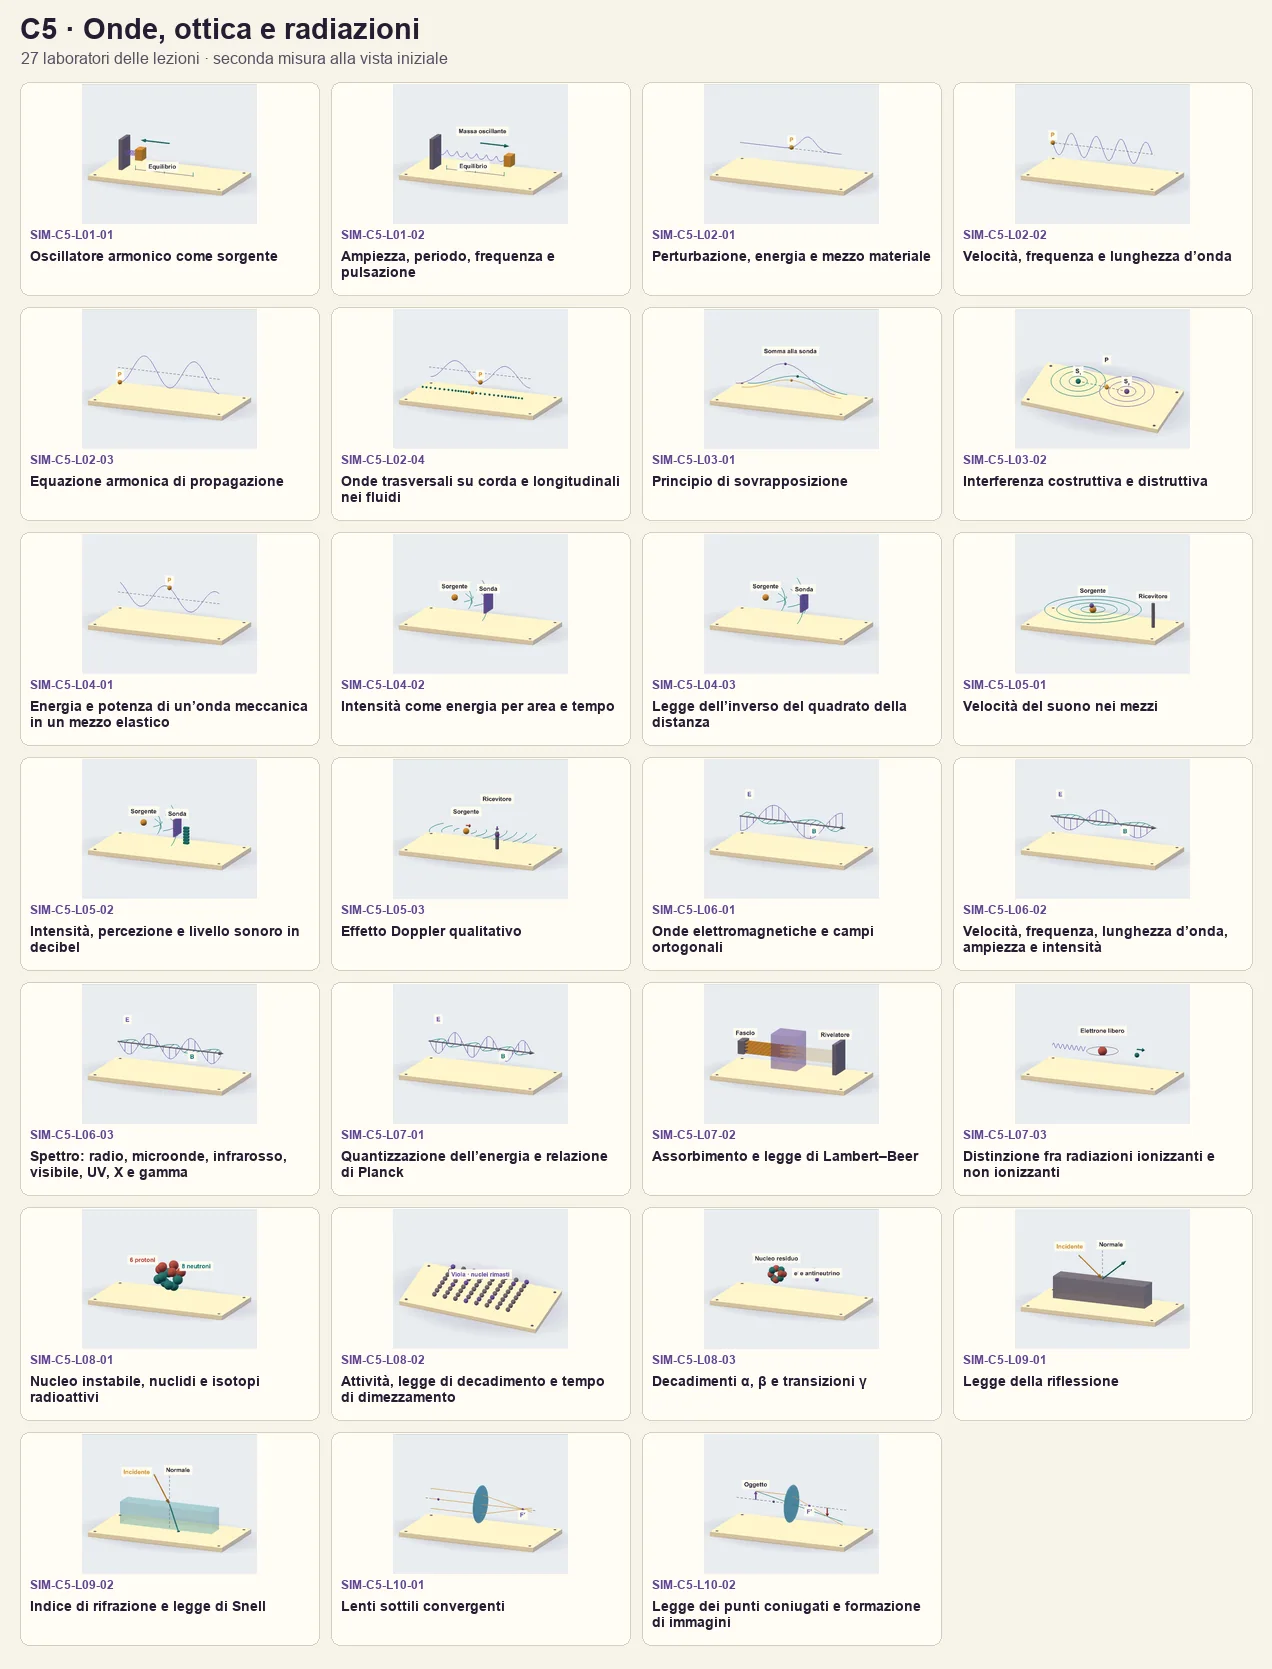 C5 · Onde, ottica e radiazioni
27 laboratori delle lezioni · seconda misura alla vista iniziale
Equilibrio
SIM-C5-L01-01
Oscillatore armonico come sorgente
Massa oscillante
Equilibrio
SIM-C5-L01-02
Ampiezza, periodo, frequenza e
pulsazione
P
SIM-C5-L02-01
Perturbazione, energia e mezzo materiale
P
SIM-C5-L02-02
Velocità, frequenza e lunghezza d’onda
P
SIM-C5-L02-03
Equazione armonica di propagazione
P
SIM-C5-L02-04
Onde trasversali su corda e longitudinali
nei fluidi
Somma alla sonda
SIM-C5-L03-01
Principio di sovrapposizione
P
S₁
S₂
SIM-C5-L03-02
Interferenza costruttiva e distruttiva
P
SIM-C5-L04-01
Energia e potenza di un’onda meccanica
in un mezzo elastico
Sorgente
Sonda
SIM-C5-L04-02
Intensità come energia per area e tempo
Sorgente
Sonda
SIM-C5-L04-03
Legge dell’inverso del quadrato della
distanza
Sorgente
Ricevitore
SIM-C5-L05-01
Velocità del suono nei mezzi
Sorgente
Sonda
SIM-C5-L05-02
Intensità, percezione e livello sonoro in
decibel
Ricevitore
Sorgente
SIM-C5-L05-03
Effetto Doppler qualitativo
E
B
SIM-C5-L06-01
Onde elettromagnetiche e campi
ortogonali
E
B
SIM-C5-L06-02
Velocità, frequenza, lunghezza d’onda,
ampiezza e intensità
E
B
SIM-C5-L06-03
Spettro: radio, microonde, infrarosso,
visibile, UV, X e gamma
E
B
SIM-C5-L07-01
Quantizzazione dell’energia e relazione
di Planck
Fascio
Rivelatore
SIM-C5-L07-02
Assorbimento e legge di Lambert–Beer
Elettrone libero
SIM-C5-L07-03
Distinzione fra radiazioni ionizzanti e
non ionizzanti
6 protoni
8 neutroni
SIM-C5-L08-01
Nucleo instabile, nuclidi e isotopi
radioattivi
Viola · nuclei rimasti
SIM-C5-L08-02
Attività, legge di decadimento e tempo
di dimezzamento
Nucleo residuo
e⁻ e antineutrino
SIM-C5-L08-03
Decadimenti α, β e transizioni γ
Incidente
Normale
SIM-C5-L09-01
Legge della riflessione
Incidente
Normale
SIM-C5-L09-02
Indice di rifrazione e legge di Snell
F'
SIM-C5-L10-01
Lenti sottili convergenti
Oggetto
F'
SIM-C5-L10-02
Legge dei punti coniugati e formazione
di immagini